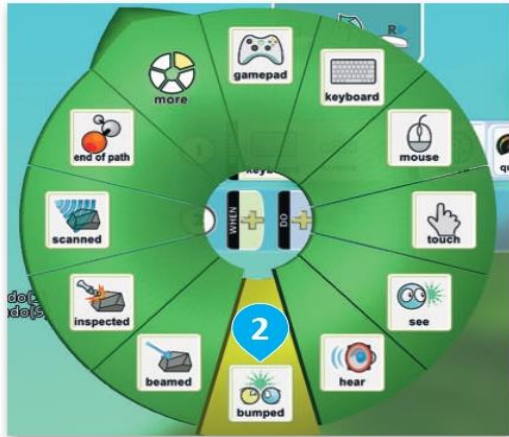 gamepad
keyboard
more
mouse
end of path
touch
scanned
WHEN
DO
see
inspected
2
hear
beamed
bumped